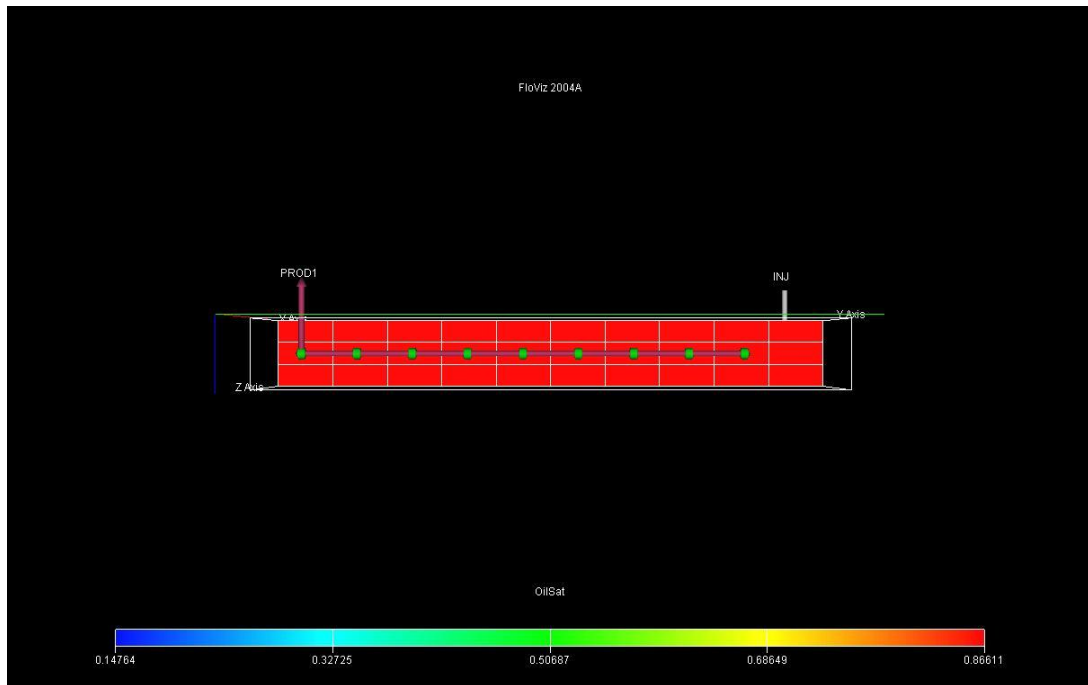 FloViz 2004A
PROD1
INJ
Y Axis
Z Axis
OilSat
0.14764
0.32725
0.50687
0.68649
0.86611